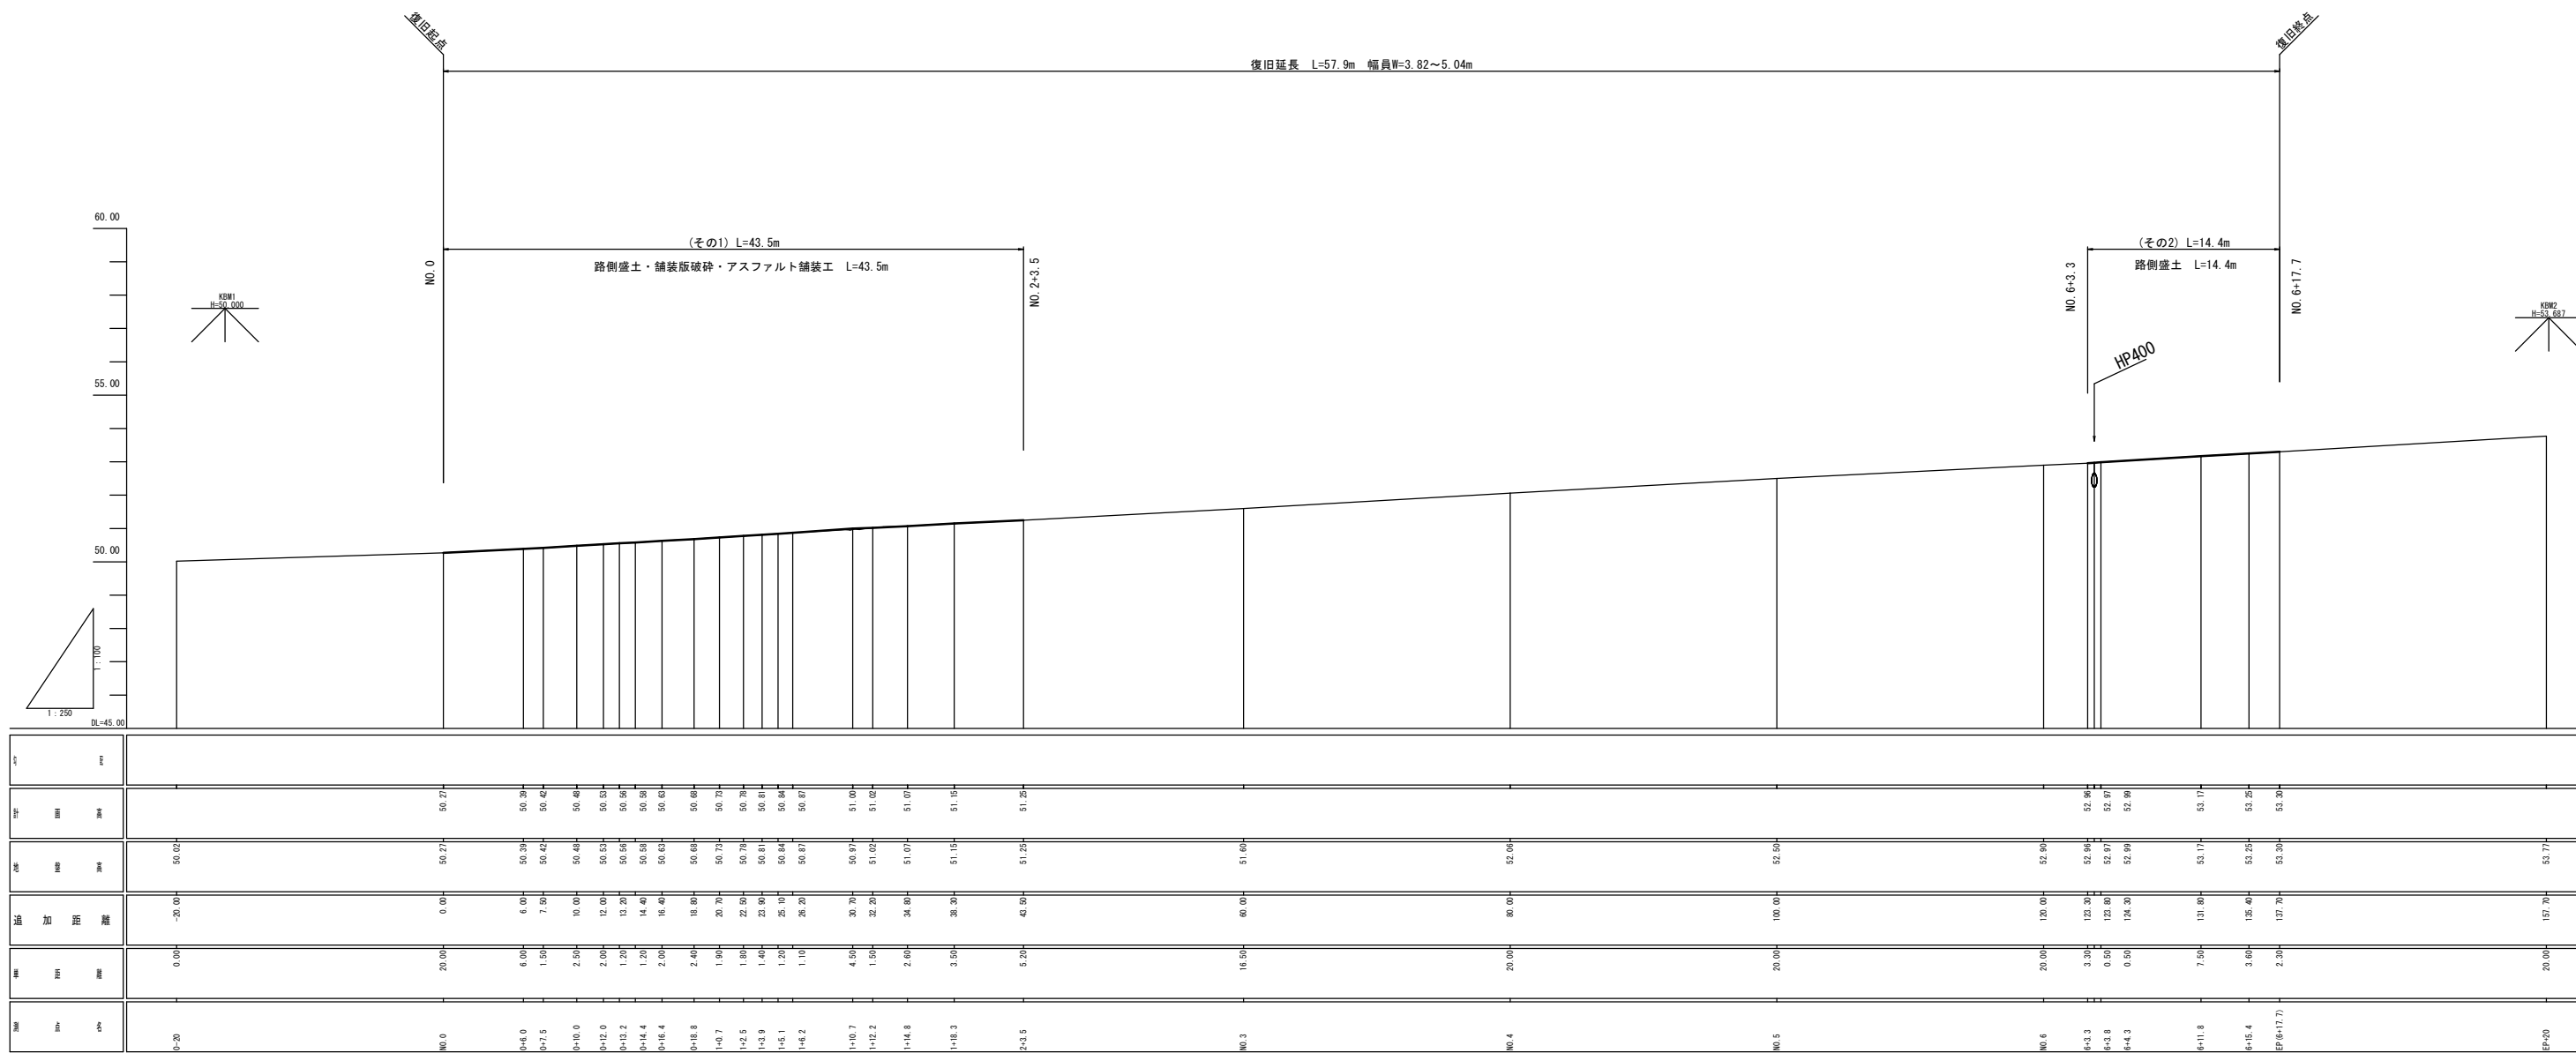 復旧起点
復旧終点
復旧延長　L=57.9m　幅員W=3.82～5.04m
60.00
(その1) L=43.5m
路側盛土・舗装版破砕・アスファルト舗装工　L=43.5m
NO.0
NO.2+3.5
(その2) L=14.4m
路側盛土　L=14.4m
NO.6+3.3
NO.6+17.7
KBM1
H=50.000
KBM2
H=53.687
HP400
55.00
50.00
1：100
1：250
DL=45.00
50.27 50.39 50.42 50.48 50.53 50.56 50.58 50.63 50.68 50.73 50.78 50.81 50.84 50.87 51.00 51.02 51.07 51.15 51.25 52.96 52.97 52.99 53.17 53.25 53.30
50.02 50.27 50.39 50.42 50.48 50.53 50.56 50.58 50.63 50.68 50.73 50.78 50.81 50.84 50.87 50.97 51.02 51.07 51.15 51.25 51.60 52.06 52.50 52.90 52.96 52.97 52.99 53.17 53.25 53.30 53.77
追加距離 -20.00 0.00 6.00 7.50 10.00 12.00 13.20 14.40 16.40 18.80 20.70 22.50 23.90 25.10 26.20 30.70 32.20 34.80 38.30 43.50 60.00 80.00 100.00 120.00 123.30 123.80 124.30 131.80 135.40 137.70 157.70
0.00 20.00 6.00 1.50 2.50 2.00 1.20 1.20 2.00 2.40 1.90 1.80 1.40 1.20 1.10 4.50 1.50 2.60 3.50 5.20 16.50 20.00 20.00 20.00 3.30 0.50 0.50 7.50 3.60 2.30 20.00
0-20 NO.0 0+6.0 0+7.5 0+10.0 0+12.0 0+13.2 0+14.4 0+16.4 0+18.8 1+0.7 1+2.5 1+3.9 1+5.1 1+6.2 1+10.7 1+12.2 1+14.8 1+18.3 2+3.5 NO.3 NO.4 NO.5 NO.6 6+3.3 6+3.8 6+4.3 6+11.8 6+15.4 EP(6+17.7) EP+20